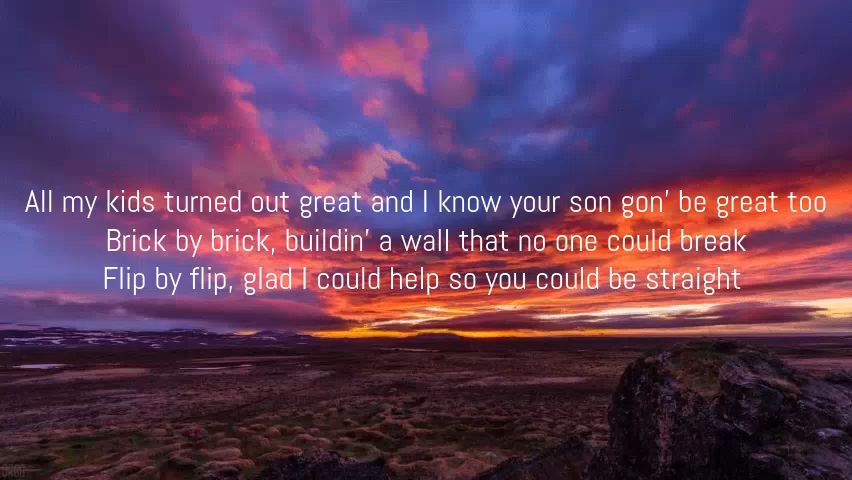 All my kids turned out great and I know your son gon' be great too
Brick by brick, buildin' a wall that no one could break
Flip by flip, glad I could help so you could be straight